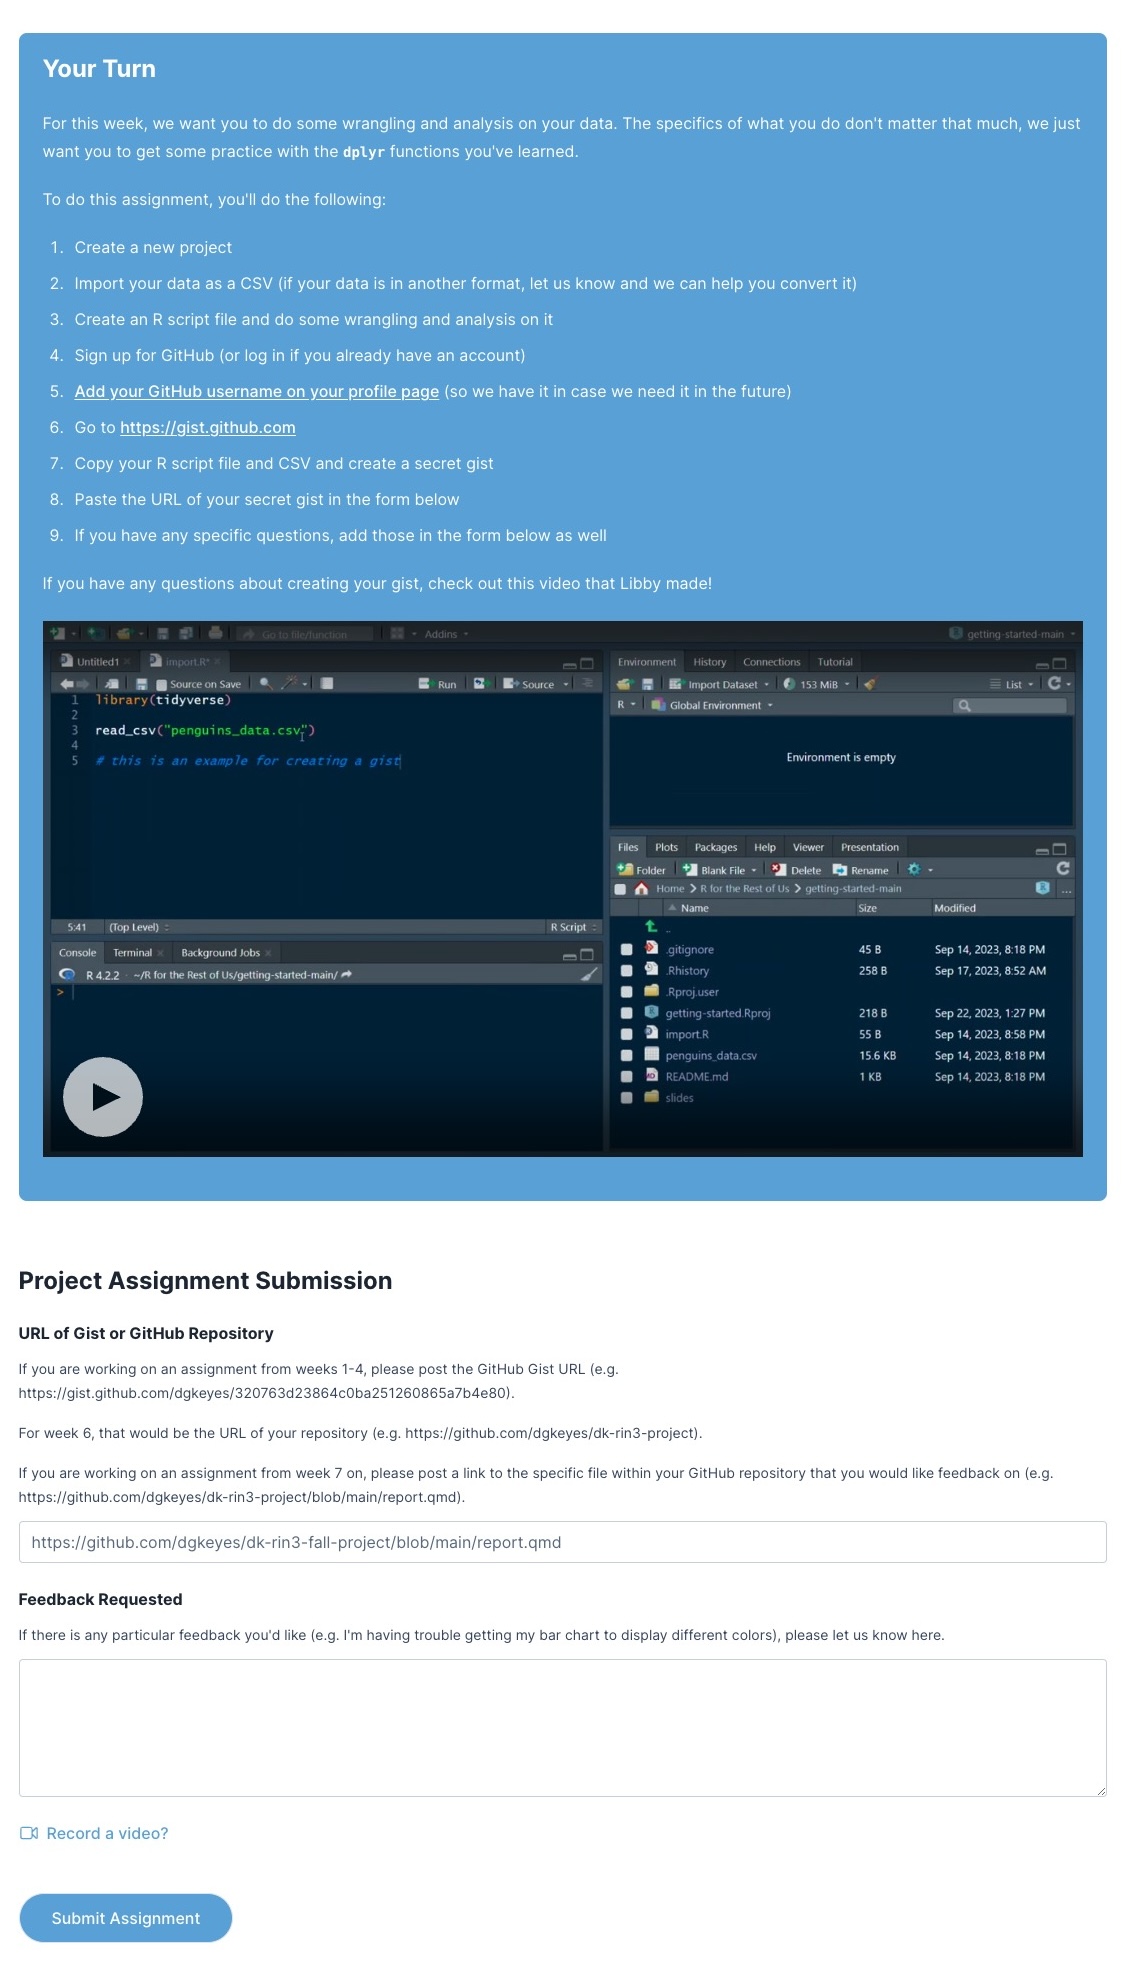 Your Turn
For this week, we want you to do some wrangling and analysis on your data. The specifics of what you do don't matter that much, we just
want you to get some practice with the dplyr functions you've learned.
To do this assignment, you'll do the following:
1. Create a new project
2. Import your data as a CSV (if your data is in another format, let us know and we can help you convert it)
3. Create an R script file and do some wrangling and analysis on it
4. Sign up for GitHub (or log in if you already have an account)
5. Add your GitHub username on your profile page (so we have it in case we need it in the future)
6. Go to https://gist.github.com
7. Copy your R script file and CSV and create a secret gist
8. Paste the URL of your secret gist in the form below
9. If you have any specific questions, add those in the form below as well
If you have any questions about creating your gist, check out this video that Libby made!
Go to file/function Addins getting-started-main
Untitled1 import.R*
Source on Save Run Source
1 library(tidyverse)
2
3 read_csv("penguins_data.csv")
4
5 # this is an example for creating a gist
5:41 (Top Level) R Script
Console Terminal Background Jobs
R 4.2.2 · ~/R for the Rest of Us/getting-started-main/
>
Environment History Connections Tutorial
Import Dataset 153 MiB List
R Global Environment
Environment is empty
Files Plots Packages Help Viewer Presentation
Folder Blank File Delete Rename
Home R for the Rest of Us getting-started-main ...
Name Size Modified
..
.gitignore 45 B Sep 14, 2023, 8:18 PM
.Rhistory 258 B Sep 17, 2023, 8:52 AM
.Rproj.user
getting-started.Rproj 218 B Sep 22, 2023, 1:27 PM
import.R 55 B Sep 14, 2023, 8:58 PM
penguins_data.csv 15.6 KB Sep 14, 2023, 8:18 PM
README.md 1 KB Sep 14, 2023, 8:18 PM
slides
Project Assignment Submission
URL of Gist or GitHub Repository
If you are working on an assignment from weeks 1-4, please post the GitHub Gist URL (e.g.
https://gist.github.com/dgkeyes/320763d23864c0ba251260865a7b4e80).
For week 6, that would be the URL of your repository (e.g. https://github.com/dgkeyes/dk-rin3-project).
If you are working on an assignment from week 7 on, please post a link to the specific file within your GitHub repository that you would like feedback on (e.g.
https://github.com/dgkeyes/dk-rin3-project/blob/main/report.qmd).
https://github.com/dgkeyes/dk-rin3-fall-project/blob/main/report.qmd
Feedback Requested
If there is any particular feedback you'd like (e.g. I'm having trouble getting my bar chart to display different colors), please let us know here.
Record a video?
Submit Assignment